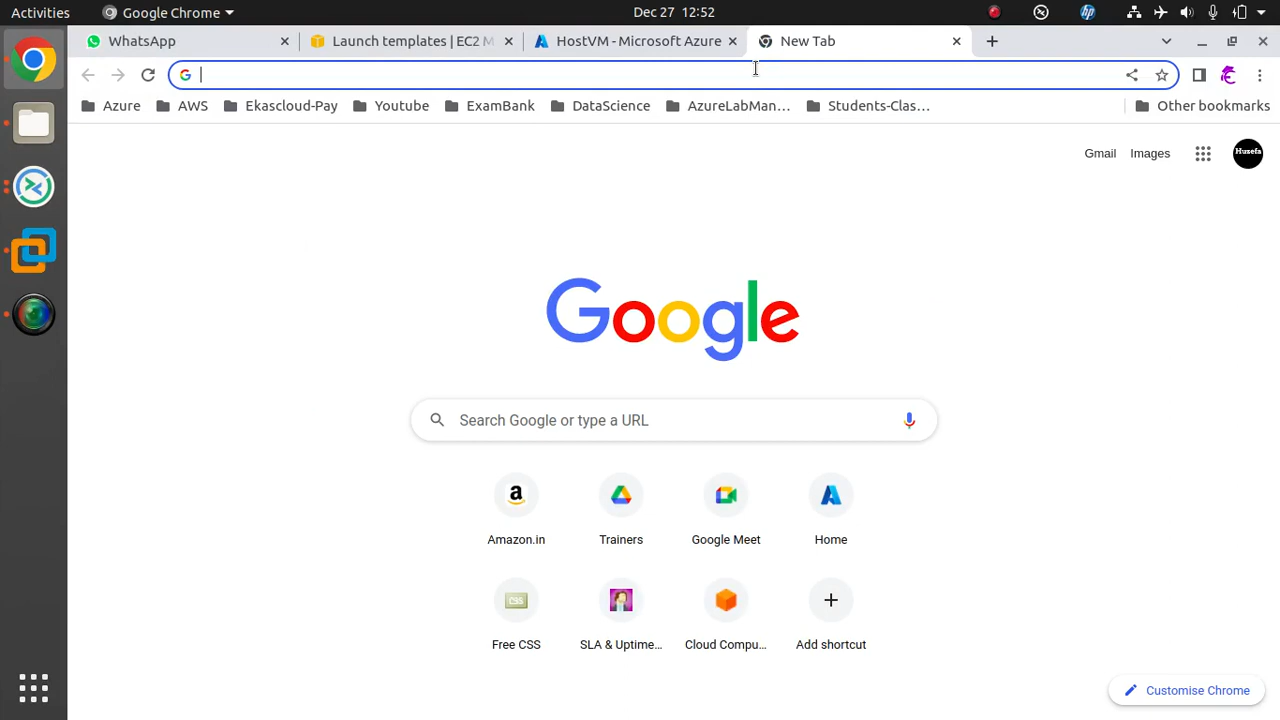 Activities
Google Chrome
Dec 27 12:52
WhatsApp
Launch templates | EC2 M
HostVM - Microsoft Azure
New Tab
Azure
AWS
Ekascloud-Pay
Youtube
ExamBank
DataScience
AzureLabMan...
Students-Clas...
Other bookmarks
Gmail
Images
Huzefa
Google
Search Google or type a URL
Amazon.in
Trainers
Google Meet
Home
Free CSS
SLA & Uptime...
Cloud Compu...
Add shortcut
Customise Chrome